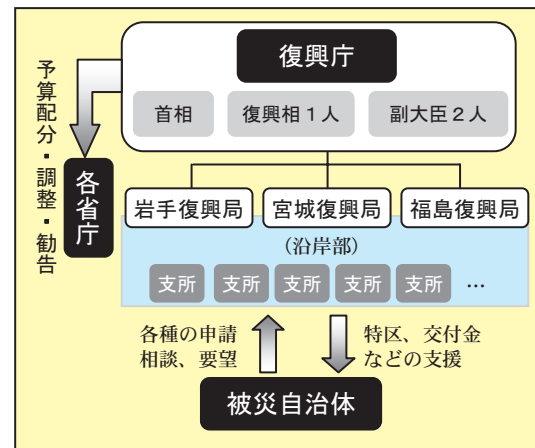 復興庁
首相
復興相１人
副大臣２人
予算配分・調整・勧告
各省庁
岩手復興局
宮城復興局
福島復興局
（沿岸部）
支所
支所
支所
支所
支所
…
各種の申請
相談、要望
特区、交付金
などの支援
被災自治体